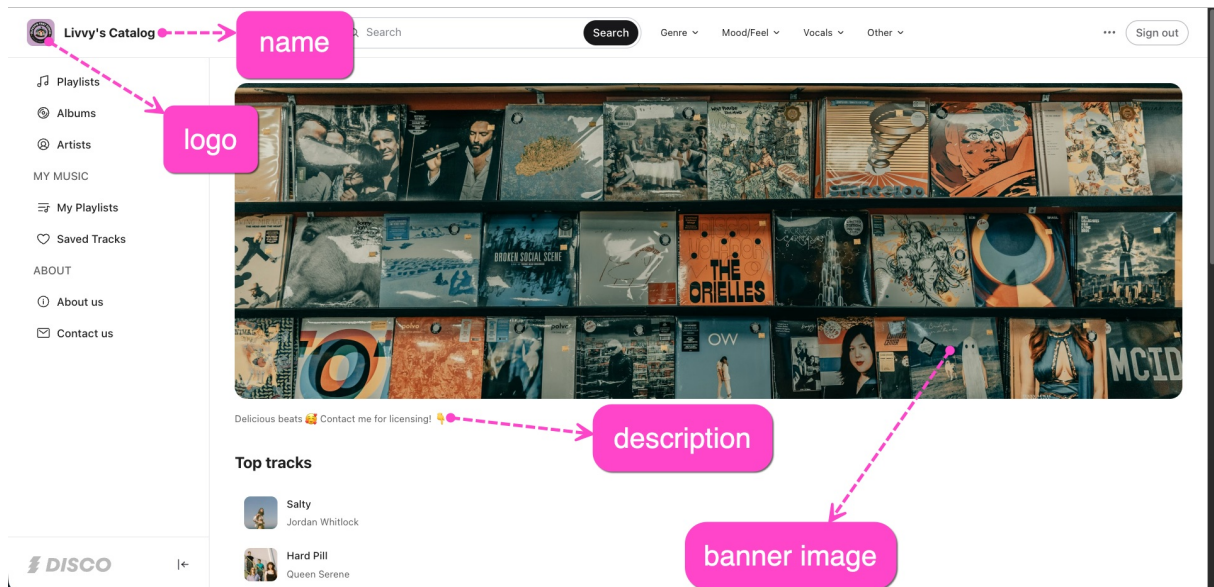 Livvy's Catalog
name
Search
Search
Genre
Mood/Feel
Vocals
Other
Sign out
logo
Playlists
Albums
Artists
MY MUSIC
My Playlists
Saved Tracks
ABOUT
About us
Contact us
BROKEN SOCIAL SCENE
THE
ORIELLES
polvo
polvo
OW
MCID
Delicious beats 🥰 Contact me for licensing! 👇
description
Top tracks
Salty
Jordan Whitlock
banner image
Hard Pill
Queen Serene
DISCO